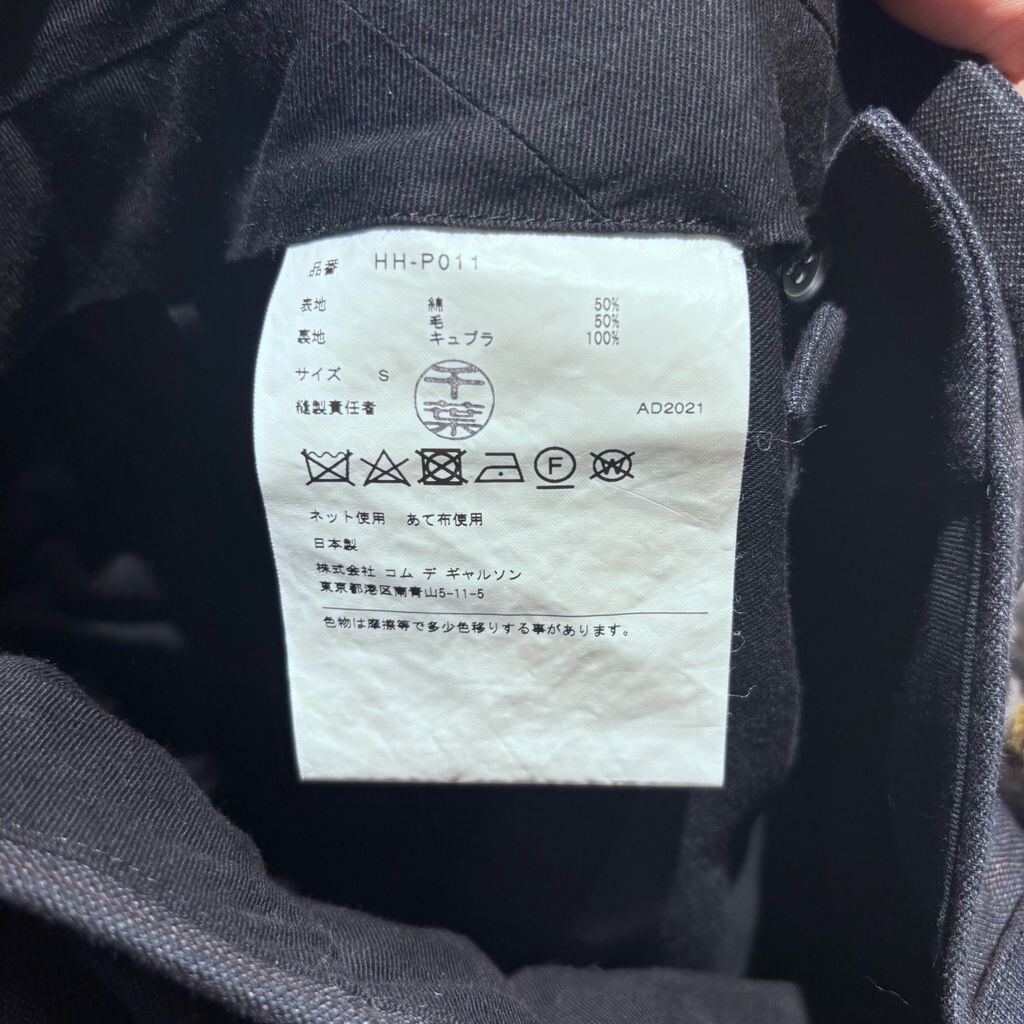 品番 HH-P011
表地 綿 50%
毛 50%
裏地 キュプラ 100%
サイズ S
千葉
縫製責任者 AD2021
F W
ネット使用 あて布使用
日本製
株式会社 コム デ ギャルソン
東京都港区南青山5-11-5
色物は摩擦等で多少色移りする事があります。